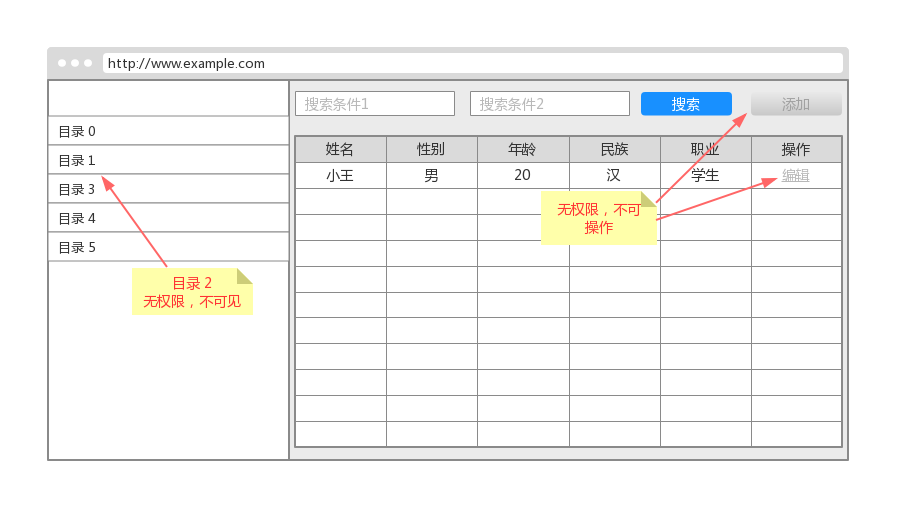 http://www.example.com
搜索条件1 搜索条件2 搜索 添加
目录 0
目录 1
目录 3
目录 4
目录 5
目录 2
无权限，不可见
姓名 性别 年龄 民族 职业 操作
小王 男 20 汉 学生 编辑
无权限，不可
操作